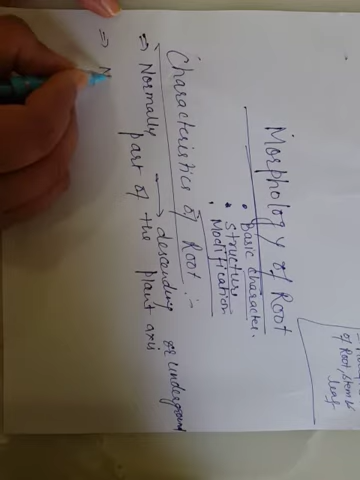 of Root, Stem &
leaf
Morphology of Root
• Basic character.
• Structure
• Modification
Characteristics of Root :-
⇒ Normally → descending or underground
part of the plant axis
⇒ N